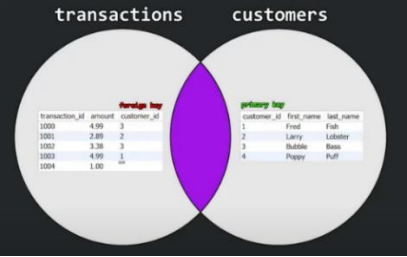 transactions customers
foreign key
transaction_id amount customer_id
1000 4.99 3
1001 2.89 2
1002 3.38 3
1003 4.99 1
1004 1.00
primary key
customer_id first_name last_name
1 Fred Fish
2 Larry Lobster
3 Bubble Bass
4 Poppy Puff